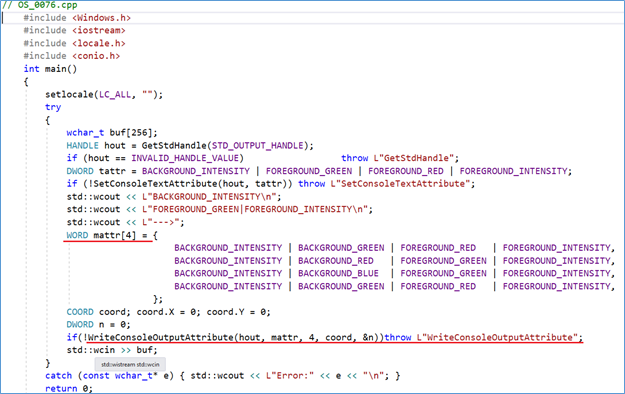 // OS_0076.cpp
#include <Windows.h>
#include <iostream>
#include <locale.h>
#include <conio.h>
int main()
{
setlocale(LC_ALL, "");
try
{
wchar_t buf[256];
HANDLE hout = GetStdHandle(STD_OUTPUT_HANDLE);
if (hout == INVALID_HANDLE_VALUE) throw L"GetStdHandle";
DWORD tattr = BACKGROUND_INTENSITY | FOREGROUND_GREEN | FOREGROUND_RED | FOREGROUND_INTENSITY;
if (!SetConsoleTextAttribute(hout, tattr)) throw L"SetConsoleTextAttribute";
std::wcout << L"BACKGROUND_INTENSITY\n";
std::wcout << L"FOREGROUND_GREEN|FOREGROUND_INTENSITY\n";
std::wcout << L"--->";
WORD mattr[4] = {
BACKGROUND_INTENSITY | BACKGROUND_GREEN | FOREGROUND_RED | FOREGROUND_INTENSITY,
BACKGROUND_INTENSITY | BACKGROUND_RED | FOREGROUND_GREEN | FOREGROUND_INTENSITY,
BACKGROUND_INTENSITY | BACKGROUND_BLUE | FOREGROUND_GREEN | FOREGROUND_INTENSITY,
BACKGROUND_INTENSITY | BACKGROUND_GREEN | FOREGROUND_RED | FOREGROUND_INTENSITY,
};
COORD coord; coord.X = 0; coord.Y = 0;
DWORD n = 0;
if(!WriteConsoleOutputAttribute(hout, mattr, 4, coord, &n))throw L"WriteConsoleOutputAttribute";
std::wcin >> buf;
std::wistream std::wcin
}
catch (const wchar_t* e) { std::wcout << L"Error:" << e << "\n"; }
return 0;